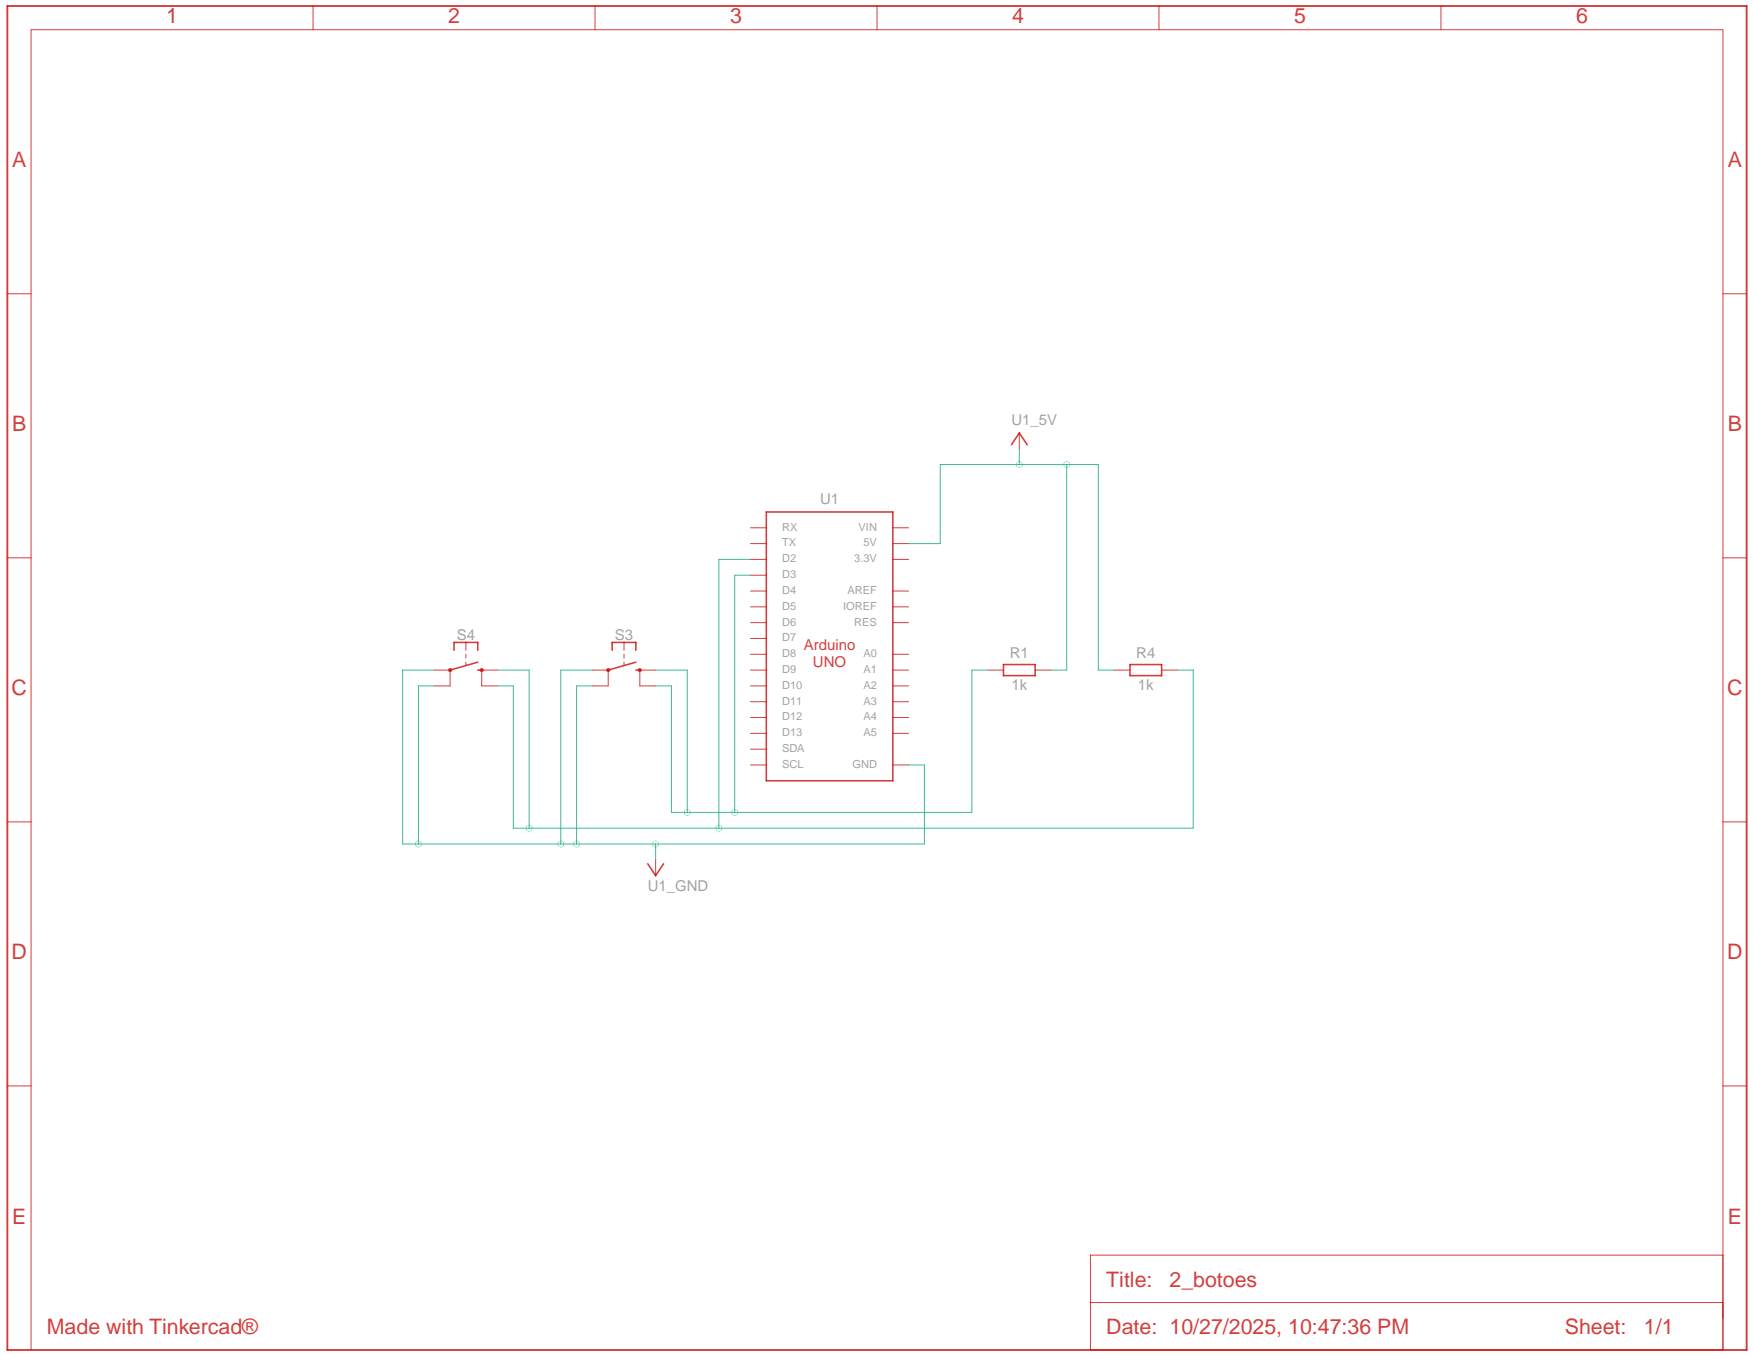 1 2 3 4 5 6
A A
B B
U1_5V
U1
RX VIN
TX 5V
D2 3.3V
D3
D4 AREF
D5 IOREF
D6 RES
D7
Arduino
UNO
D8 A0
D9 A1
D10 A2
D11 A3
D12 A4
D13 A5
SDA
SCL GND
S4 S3
R1 R4
1k 1k
C C
U1_GND
D D
E E
Title: 2_botoes
Made with Tinkercad®
Date: 10/27/2025, 10:47:36 PM Sheet: 1/1